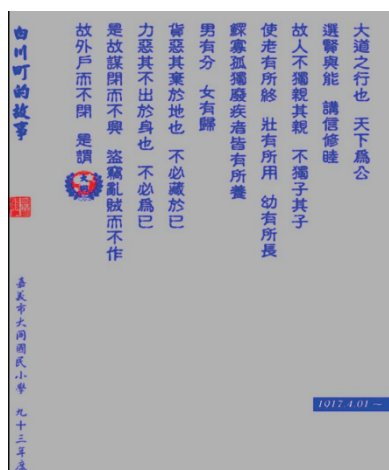 大道之行也 天下為公
選賢與能 講信修睦
故人不獨親其親 不獨子其子
使老有所終 壯有所用 幼有所長
鰥寡孤獨廢疾者皆有所養
男有分 女有歸
貨惡其棄於地也 不必藏於己
力惡其不出於身也 不必為己
是故謀閉而不興 盜竊亂賊而不作
故外戶而不閉 是謂 大同
白川町的故事
嘉義市大同國民小學 九十三年度
1917.4.01 ~